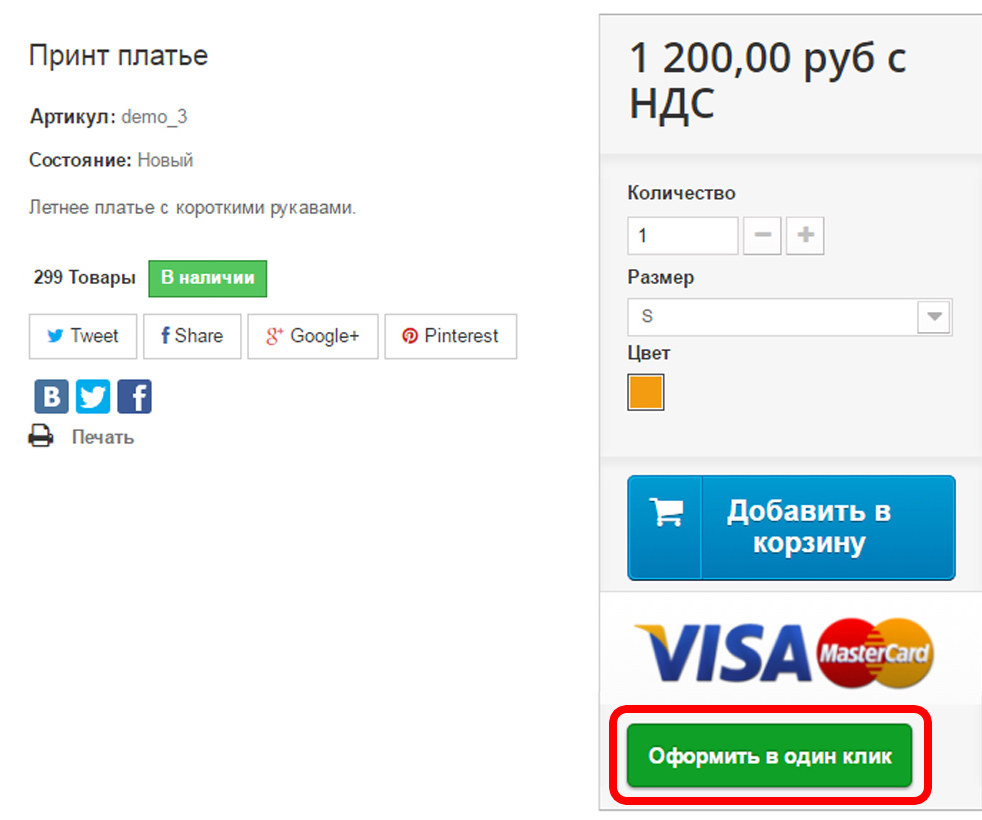 Принт платье
Артикул: demo_3
Состояние: Новый
Летнее платье с короткими рукавами.
299 Товары В наличии
Tweet Share Google+ Pinterest
Печать
1 200,00 руб с
НДС
Количество
1
Размер
S
Цвет
Добавить в
корзину
VISA MasterCard
Оформить в один клик